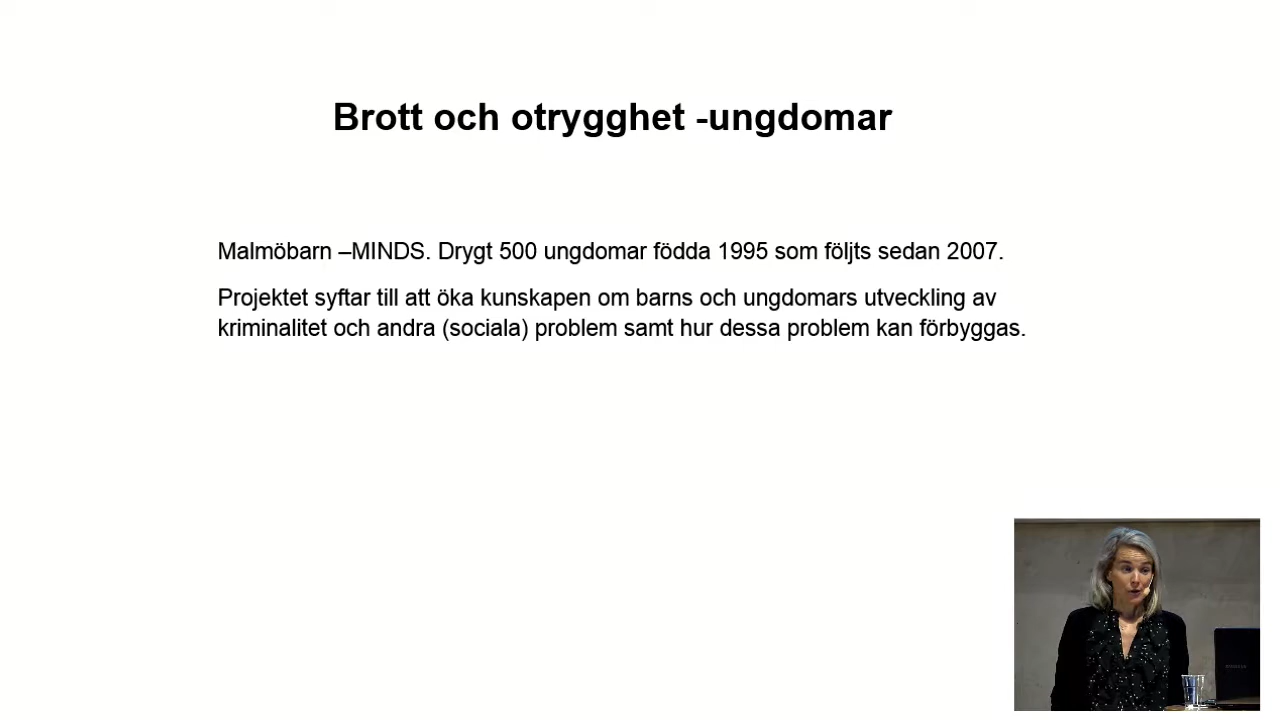 Brott och otrygghet -ungdomar
Malmöbarn –MINDS. Drygt 500 ungdomar födda 1995 som följts sedan 2007.
Projektet syftar till att öka kunskapen om barns och ungdomars utveckling av
kriminalitet och andra (sociala) problem samt hur dessa problem kan förbyggas.